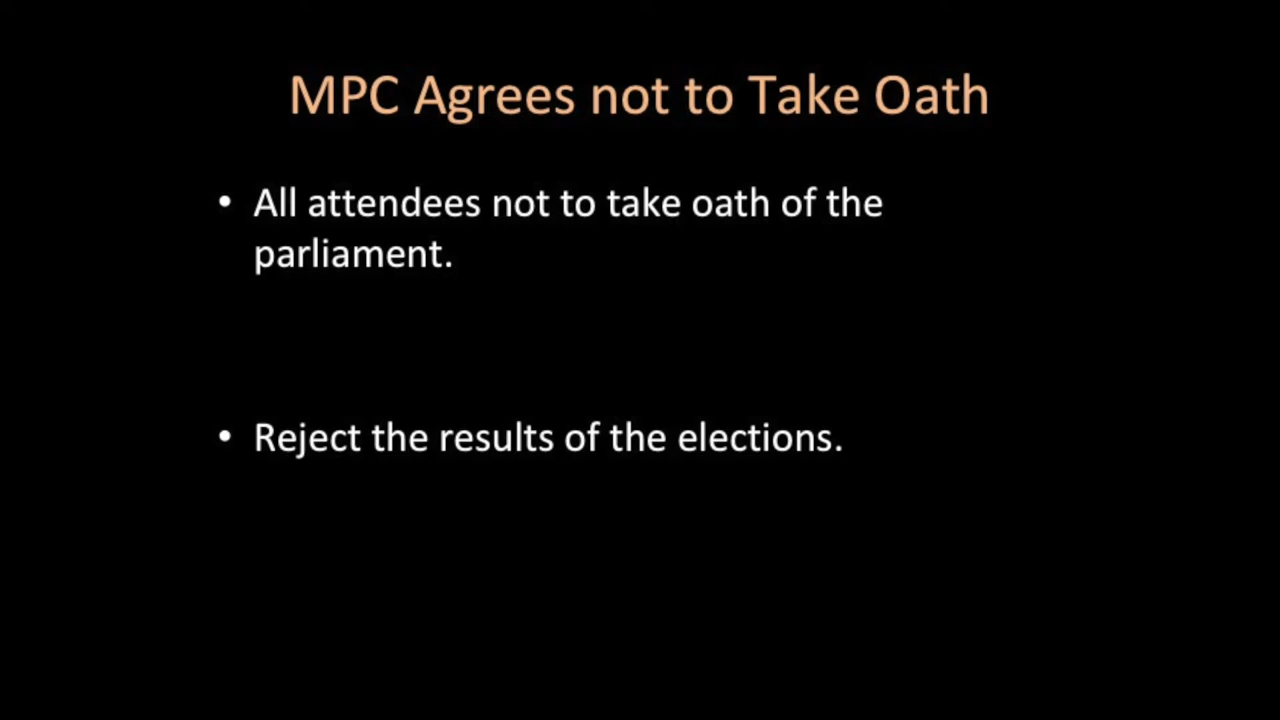 MPC Agrees not to Take Oath
• All attendees not to take oath of the
parliament.
• Reject the results of the elections.